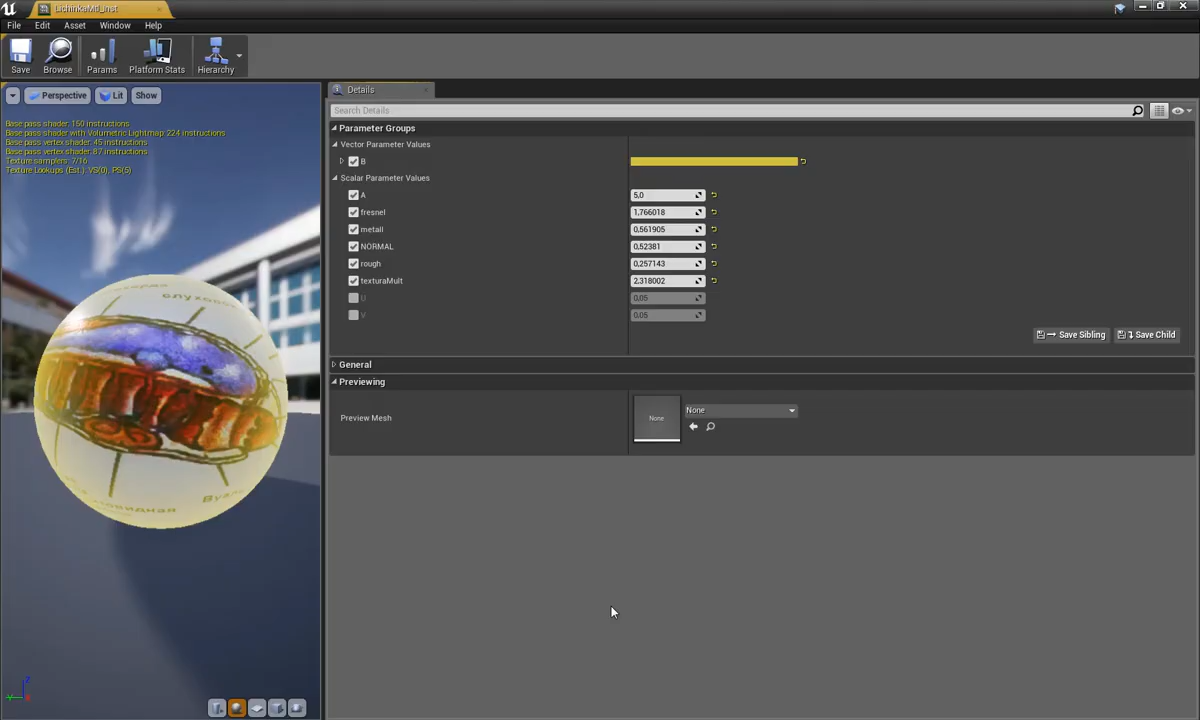 LichinkaMtl_Inst
File Edit Asset Window Help
Save Browse Params Platform Stats Hierarchy
Perspective Lit Show
Base pass shader: 150 instructions
Base pass shader with Volumetric Lightmap: 224 instructions
Base pass vertex shader: 45 instructions
Base pass vertex shader: 87 instructions
Texture samplers: 7/16
Texture Lookups (Est.): VS(0), PS(5)
слухово
Вуал
Details
Search Details
Parameter Groups
Vector Parameter Values
B
Scalar Parameter Values
A 5,0
fresnel 1,766018
metall 0,561905
NORMAL 0,52381
rough 0,257143
texturaMult 2,318002
U 0,05
V 0,05
Save Sibling Save Child
General
Previewing
Preview Mesh None None
Z
Y X